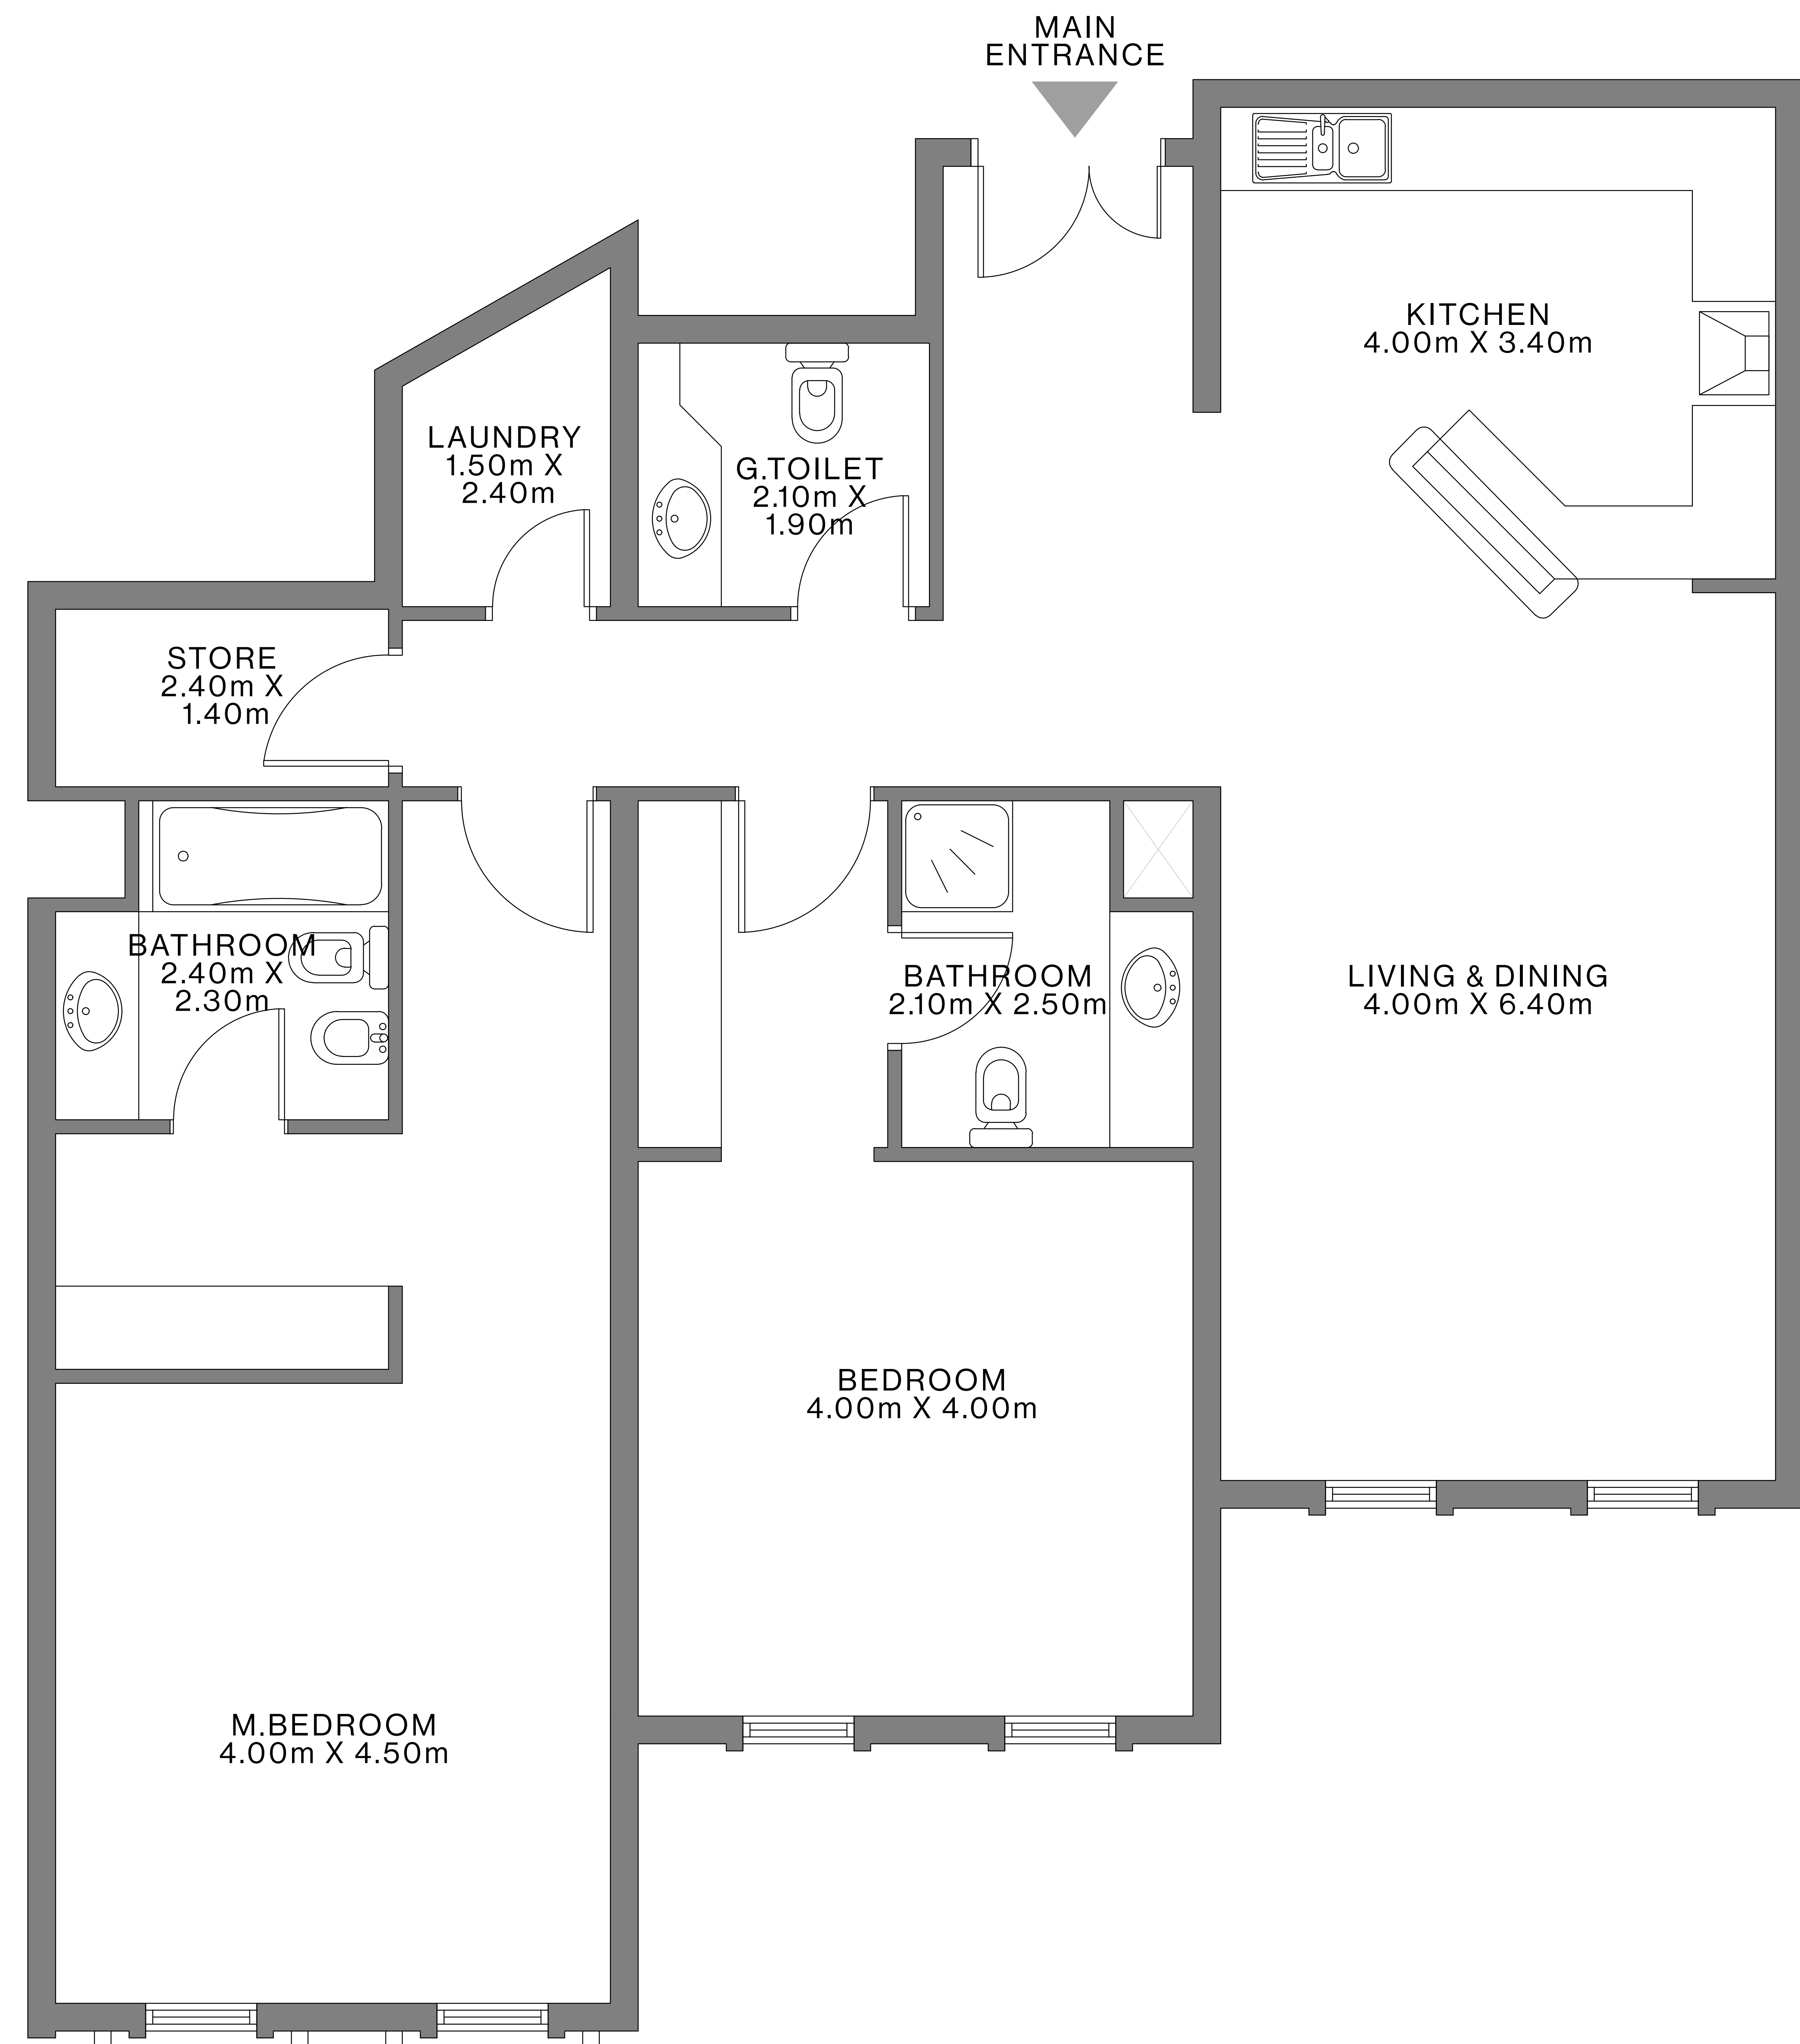 MAIN
ENTRANCE
KITCHEN
4.00m X 3.40m
LAUNDRY
1.50m X
2.40m
G.TOILET
2.10m X
1.90m
STORE
2.40m X
1.40m
BATHROOM
2.40m X
2.30m
BATHROOM
2.10m X 2.50m
LIVING & DINING
4.00m X 6.40m
BEDROOM
4.00m X 4.00m
M.BEDROOM
4.00m X 4.50m